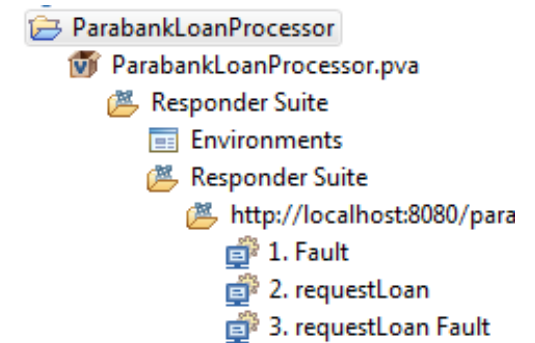 ParabankLoanProcessor
ParabankLoanProcessor.pva
Responder Suite
Environments
Responder Suite
http://localhost:8080/para
1. Fault
2. requestLoan
3. requestLoan Fault